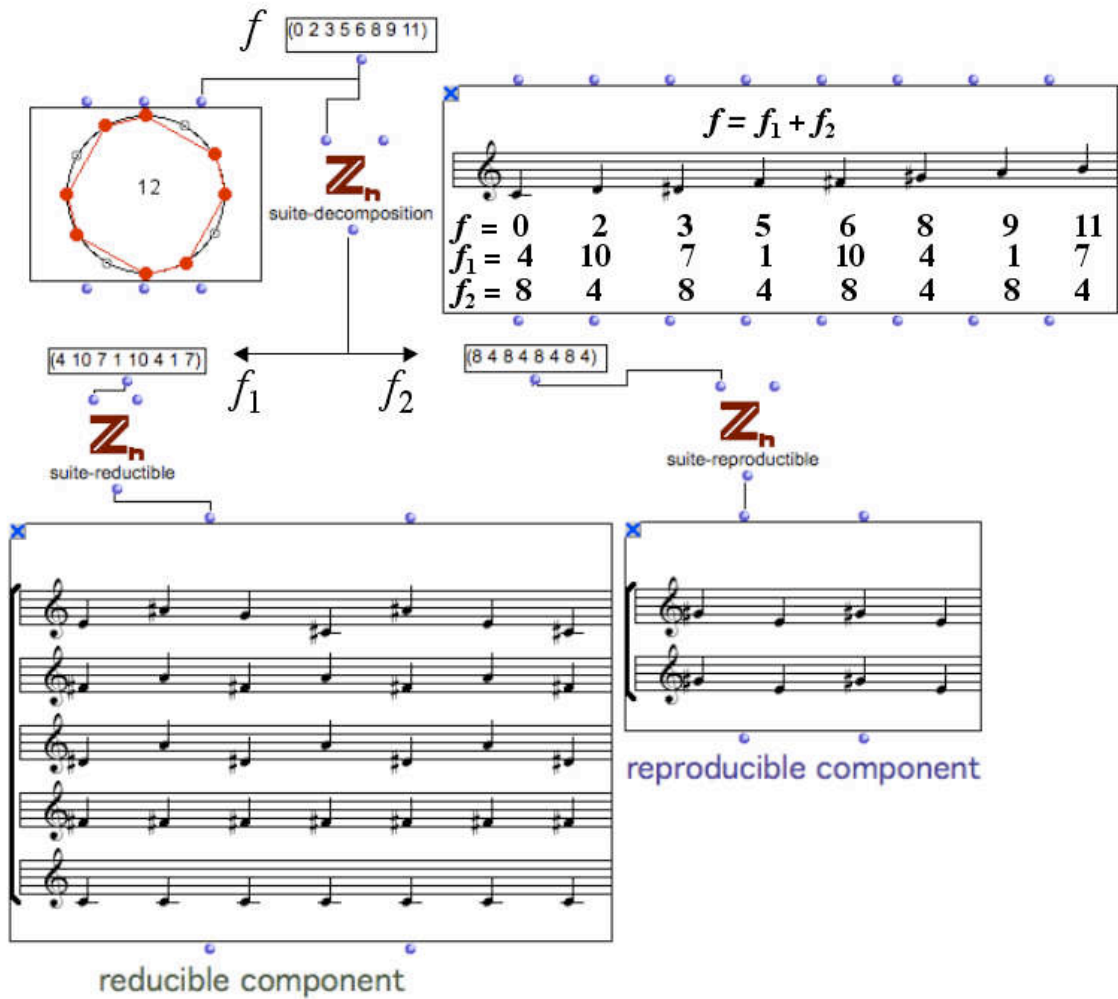 f (0 2 3 5 6 8 9 11)
12
ℤn
suite-decomposition
f = f1 + f2
f = 0 2 3 5 6 8 9 11
f1 = 4 10 7 1 10 4 1 7
f2 = 8 4 8 4 8 4 8 4
(4 10 7 1 10 4 1 7)
f1 f2
(8 4 8 4 8 4 8 4)
ℤn
suite-reductible
ℤn
suite-reproductible
reproducible component
reducible component